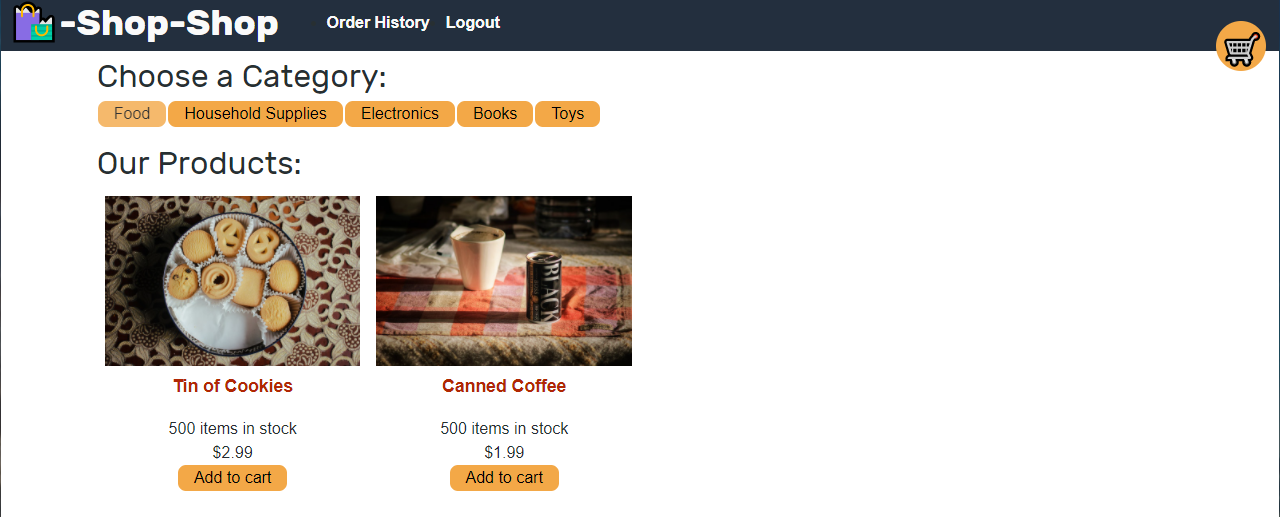 -Shop-Shop
Order History Logout
Choose a Category:
Food Household Supplies Electronics Books Toys
Our Products:
BLACK
Tin of Cookies
500 items in stock
$2.99
Add to cart
Canned Coffee
500 items in stock
$1.99
Add to cart